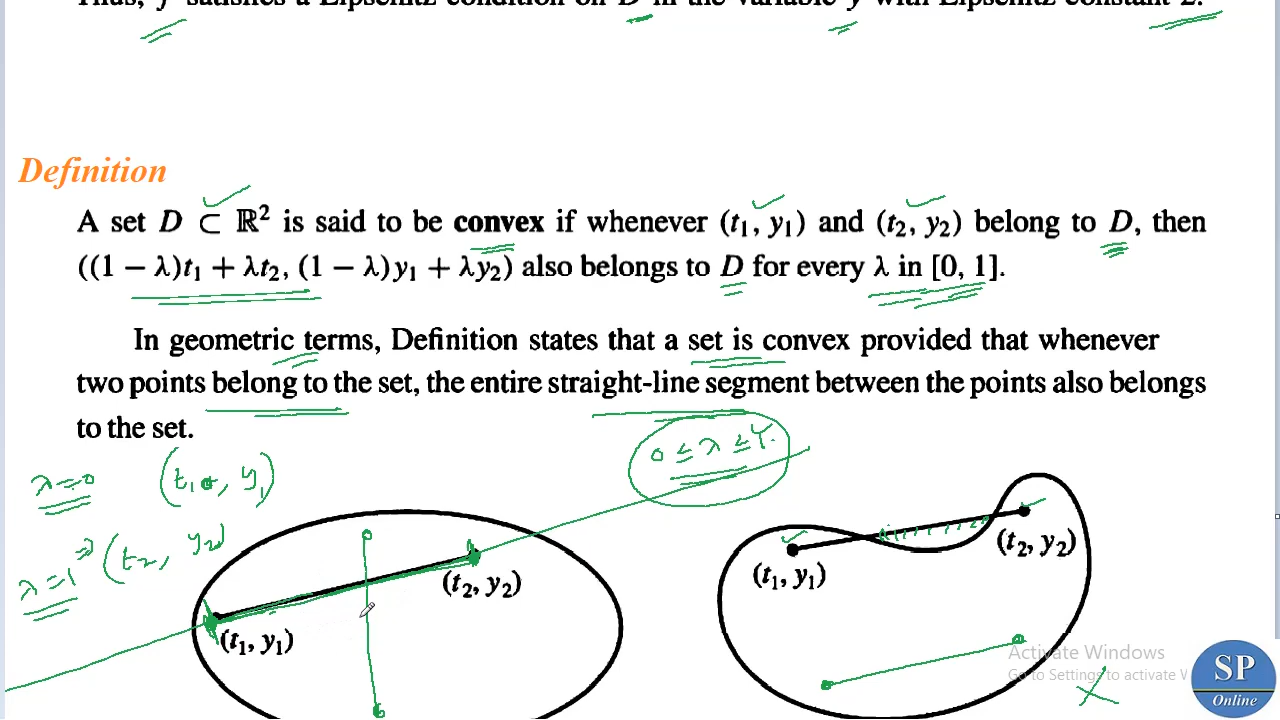 Thus, f satisfies a Lipschitz condition on D in the variable y with Lipschitz constant 2.
Definition
A set D ⊂ ℝ² is said to be convex if whenever (t₁, y₁) and (t₂, y₂) belong to D, then
((1 − λ)t₁ + λt₂, (1 − λ)y₁ + λy₂) also belongs to D for every λ in [0, 1].
In geometric terms, Definition states that a set is convex provided that whenever
two points belong to the set, the entire straight-line segment between the points also belongs
to the set.
0 ≤ λ ≤ 1.
λ=0 (t₁, y₁)
λ=1 ⇒ (t₂, y₂)
(t₁, y₁)
(t₂, y₂)
(t₁, y₁)
(t₂, y₂)
Activate Windows
Go to Settings to activate W
SP
Online